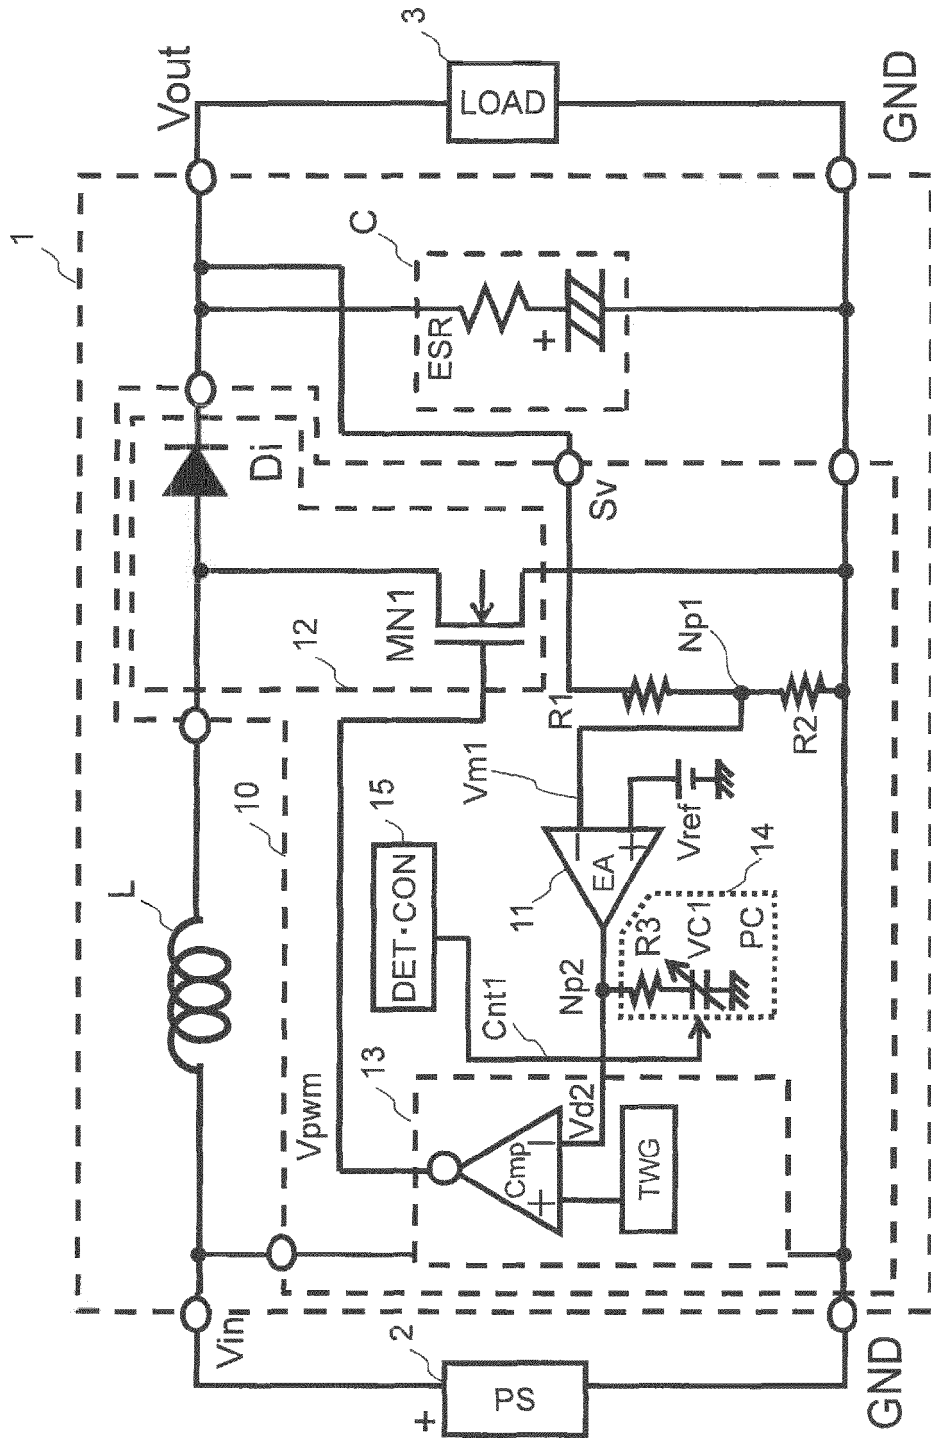 1
L
Vout
3
LOAD
GND
C
ESR
+
Di
12
MN1
Sv
10
R1
Np1
R2
Vm1
15
DET·CON
11
EA
−
+
Vref
14
Np2
R3
VC1
PC
Cnt1
13
Vpwm
Vd2
Cmp
−
+
TWG
Vin
2
+
PS
GND